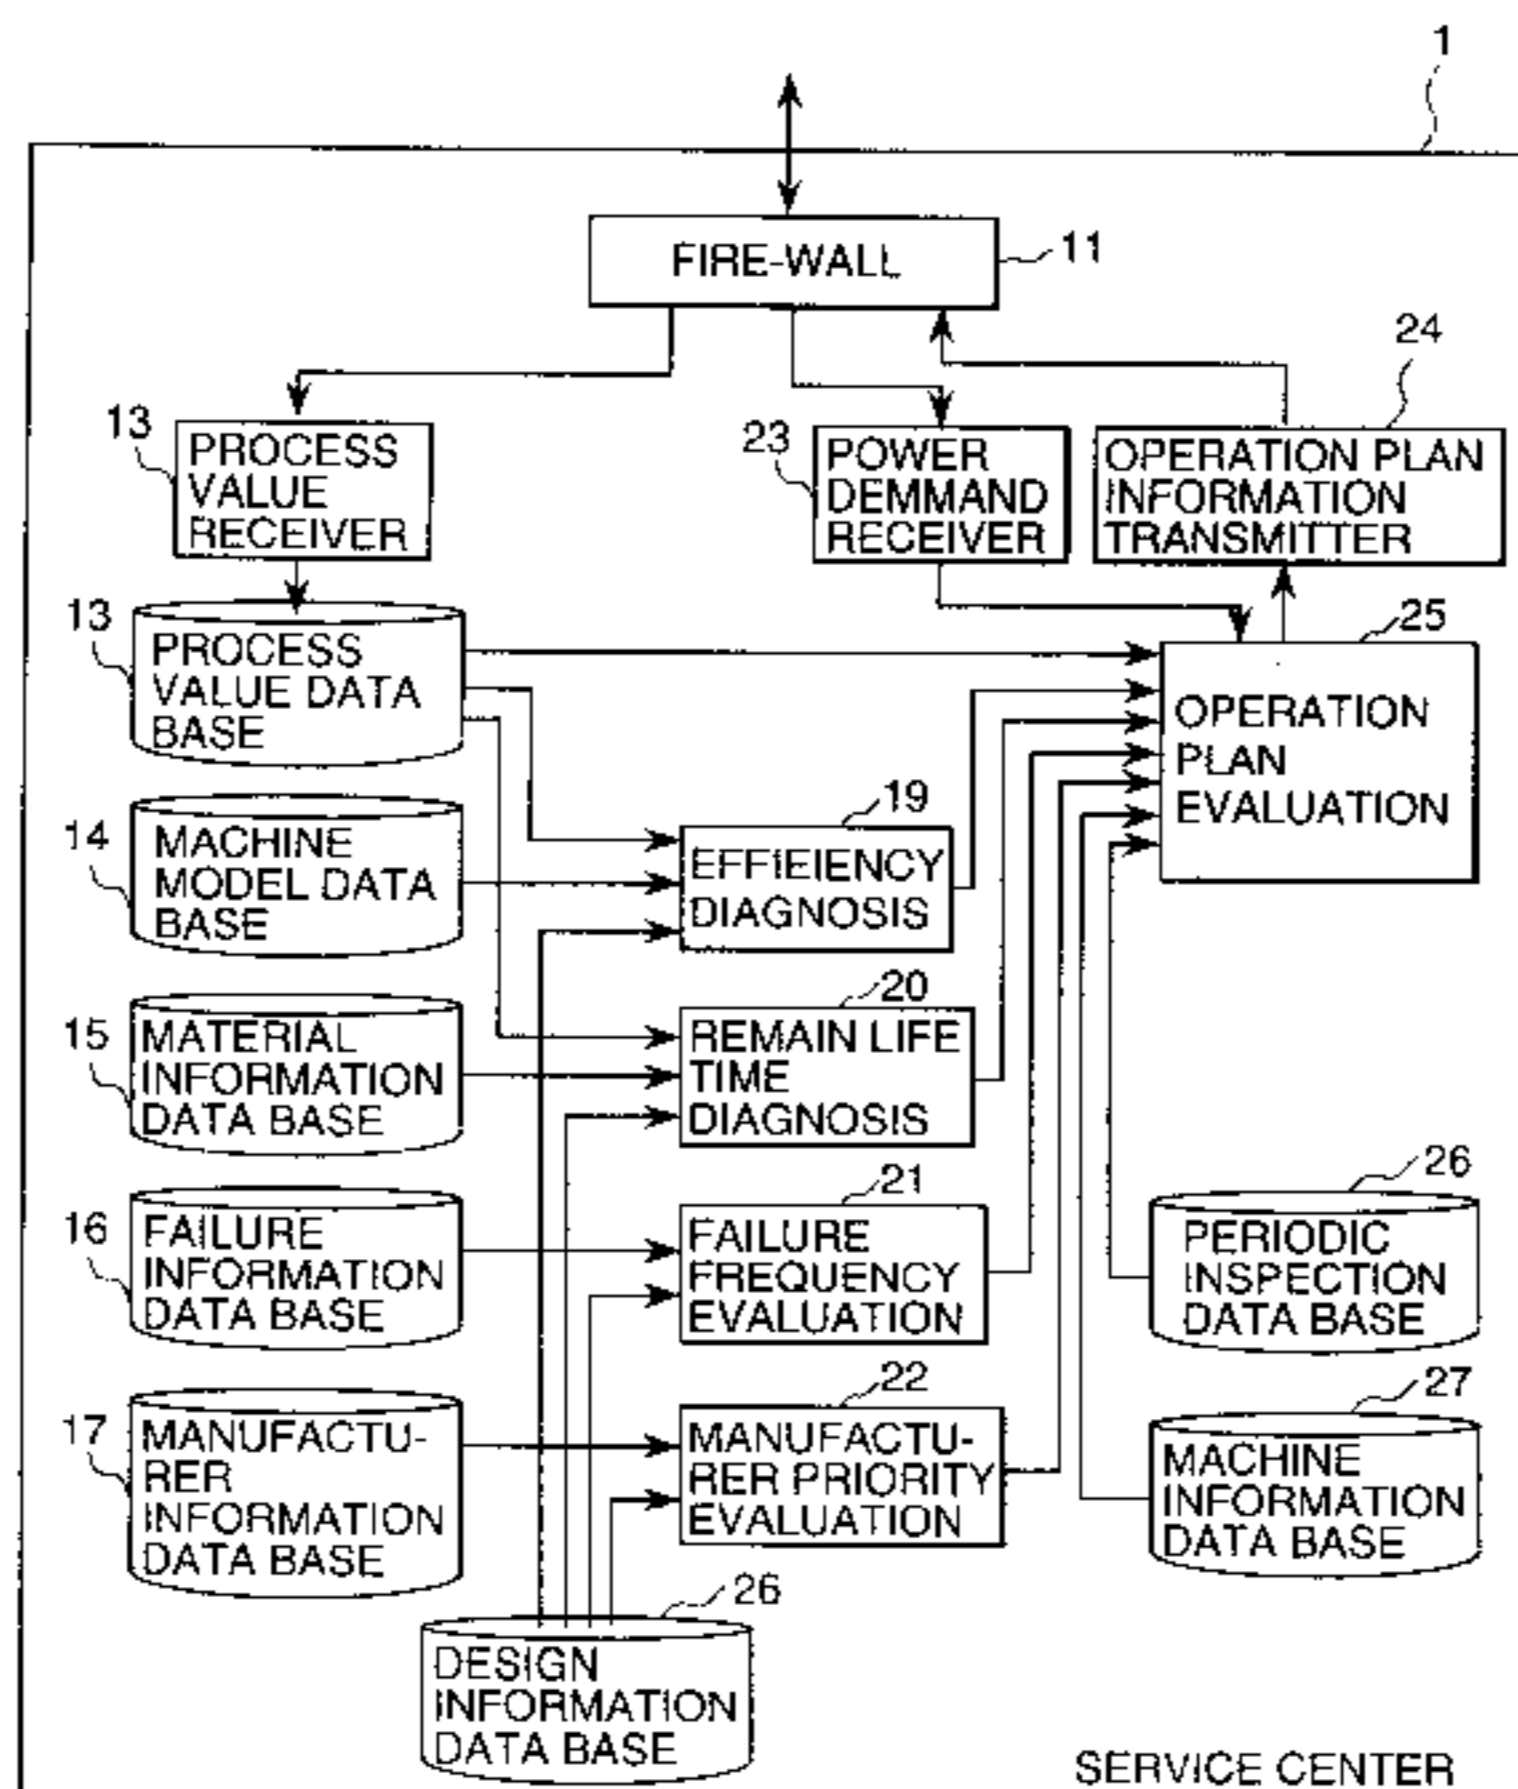 1
FIRE-WALL
11
24
13
PROCESS
VALUE
RECEIVER
23
POWER
DEMMAND
RECEIVER
OPERATION PLAN
INFORMATION
TRANSMITTER
13
PROCESS
VALUE DATA
BASE
25
OPERATION
PLAN
EVALUATION
14
MACHINE
MODEL DATA
BASE
19
EFFIEIENCY
DIAGNOSIS
15
MATERIAL
INFORMATION
DATA BASE
20
REMAIN LIFE
TIME
DIAGNOSIS
16
FAILURE
INFORMATION
DATA BASE
21
FAILURE
FREQUENCY
EVALUATION
26
PERIODIC
INSPECTION
DATA BASE
17
MANUFACTU-
RER
INFORMATION
DATA BASE
22
MANUFACTU-
RER PRIORITY
EVALUATION
27
MACHINE
INFORMATION
DATA BASE
26
DESIGN
INFORMATION
DATA BASE
SERVICE CENTER